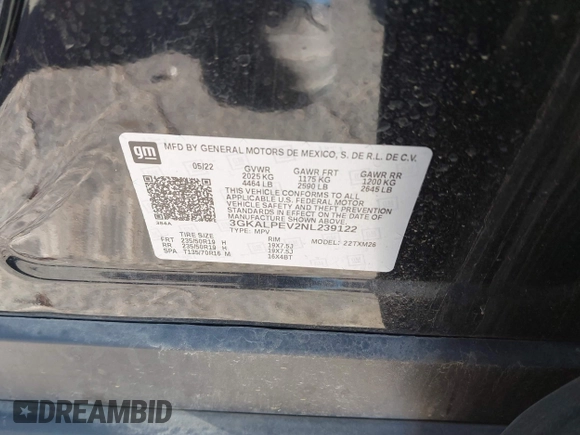 gm
MFD BY GENERAL MOTORS DE MEXICO, S. DE R.L. DE C.V.
05/22 GVWR GAWR FRT GAWR RR
2025 KG 1175 KG 1200 KG
4464 LB 2590 LB 2645 LB
THIS VEHICLE CONFORMS TO ALL
APPLICABLE U.S. FEDERAL MOTOR
VEHICLE SAFETY AND THEFT
PREVENTION STANDARDS IN EFFECT
ON THE DATE OF MANUFACTURE
SHOWN ABOVE.
3GKALPEV2NL239122
TYPE: MPV MODEL: 22TXM26
TIRE SIZE RIM
FRT 235/50R19 H 19X7.5J
RR 235/50R19 H 19X7.5J
SPA T135/70R16 M 16X4BT
DREAMBID